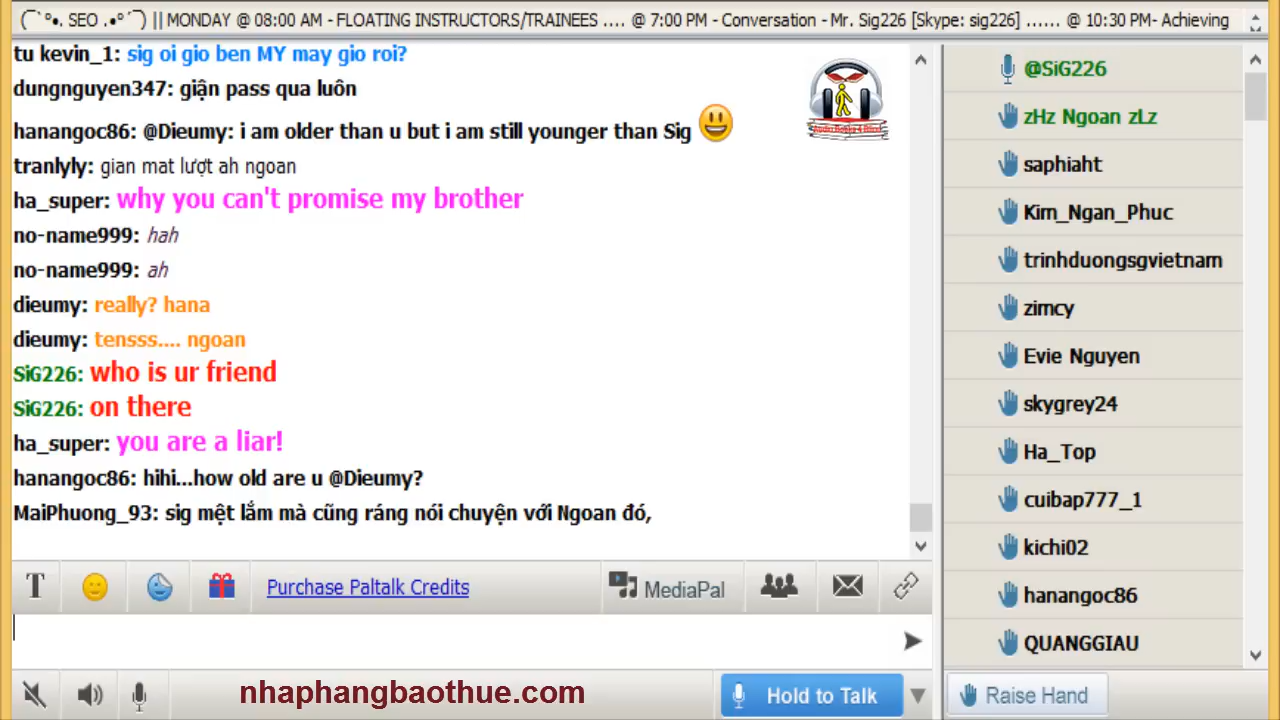 (¯`°•. SEO .•°´¯) || MONDAY @ 08:00 AM - FLOATING INSTRUCTORS/TRAINEES .... @ 7:00 PM - Conversation - Mr. Sig226 [Skype: sig226] ...... @ 10:30 PM- Achieving
tu kevin_1: sig oi gio ben MY may gio roi?
dungnguyen347: giận pass qua luôn
hanangoc86: @Dieumy: i am older than u but i am still younger than Sig
tranlyly: gian mat lượt ah ngoan
ha_super: why you can't promise my brother
no-name999: hah
no-name999: ah
dieumy: really? hana
dieumy: tensss.... ngoan
SiG226: who is ur friend
SiG226: on there
ha_super: you are a liar!
hanangoc86: hihi...how old are u @Dieumy?
MaiPhuong_93: sig mệt lắm mà cũng ráng nói chuyện với Ngoan đó,
T
Purchase Paltalk Credits
MediaPal
nhaphangbaothue.com
Hold to Talk
@SiG226
zHz Ngoan zLz
saphiaht
Kim_Ngan_Phuc
trinhduongsgvietnam
zimcy
Evie Nguyen
skygrey24
Ha_Top
cuibap777_1
kichi02
hanangoc86
QUANGGIAU
Raise Hand